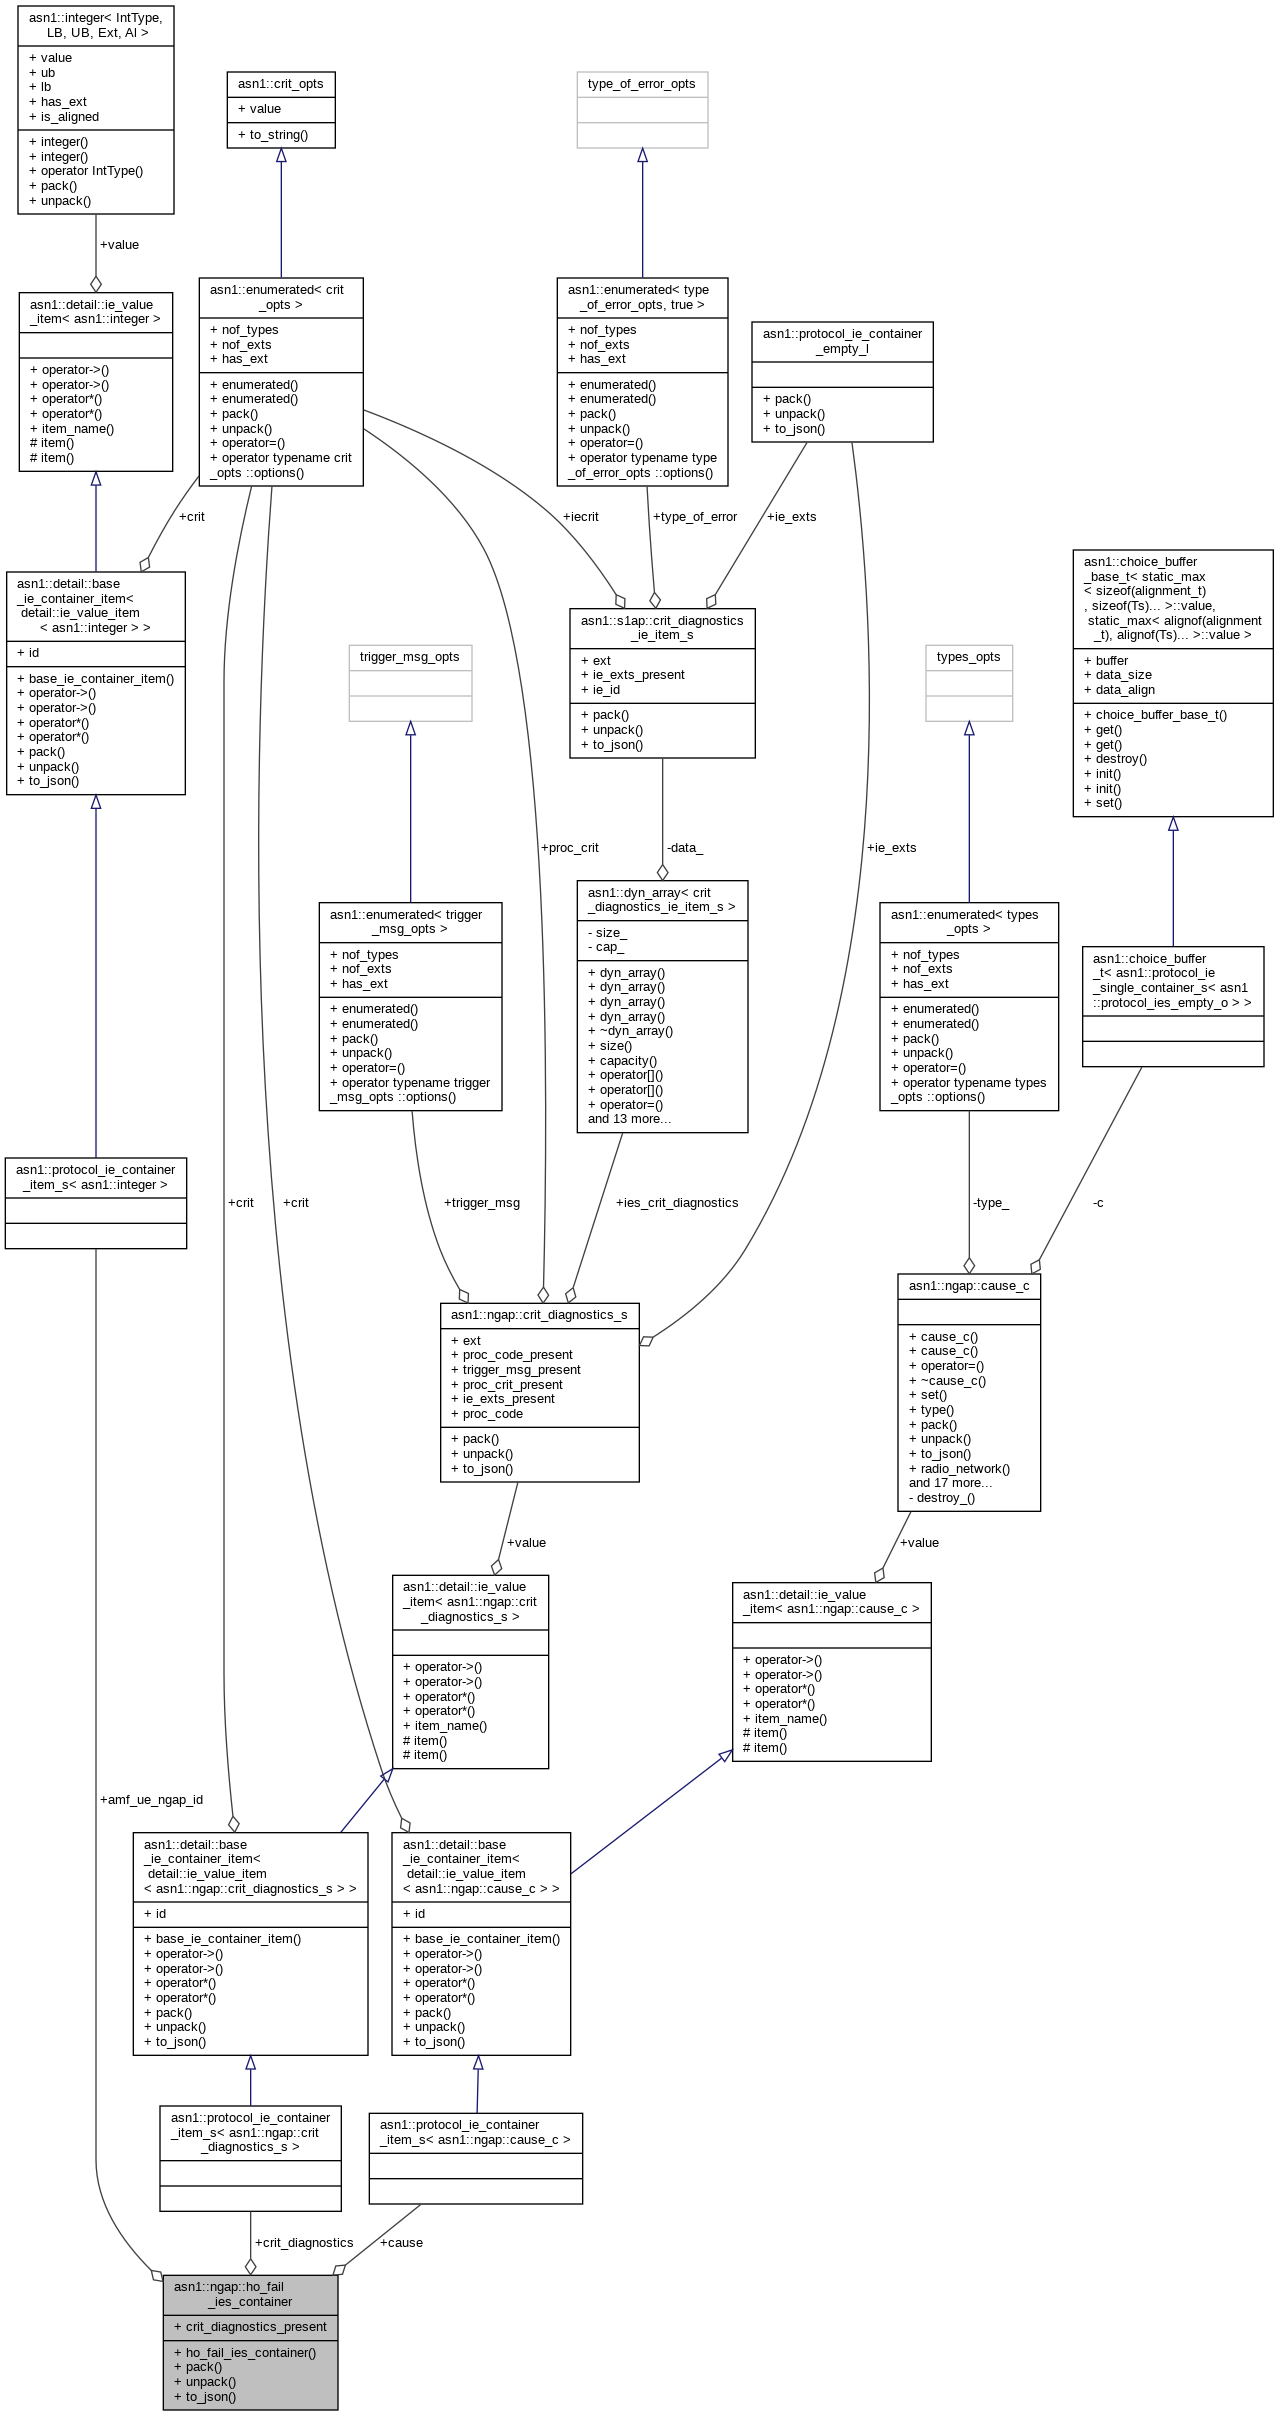 asn1::integer< IntType,
LB, UB, Ext, Al >
+ value
+ ub
+ lb
+ has_ext
+ is_aligned
+ integer()
+ integer()
+ operator IntType()
+ pack()
+ unpack()
asn1::crit_opts
+ value
+ to_string()
type_of_error_opts
+value
asn1::detail::ie_value
_item< asn1::integer >
+ operator->()
+ operator->()
+ operator*()
+ operator*()
+ item_name()
# item()
# item()
asn1::enumerated< crit
_opts >
+ nof_types
+ nof_exts
+ has_ext
+ enumerated()
+ enumerated()
+ pack()
+ unpack()
+ operator=()
+ operator typename crit
_opts ::options()
asn1::enumerated< type
_of_error_opts, true >
+ nof_types
+ nof_exts
+ has_ext
+ enumerated()
+ enumerated()
+ pack()
+ unpack()
+ operator=()
+ operator typename type
_of_error_opts ::options()
asn1::protocol_ie_container
_empty_l
+ pack()
+ unpack()
+ to_json()
+crit
+iecrit
+type_of_error
+ie_exts
asn1::detail::base
_ie_container_item<
detail::ie_value_item
< asn1::integer > >
+ id
+ base_ie_container_item()
+ operator->()
+ operator->()
+ operator*()
+ operator*()
+ pack()
+ unpack()
+ to_json()
trigger_msg_opts
asn1::s1ap::crit_diagnostics
_ie_item_s
+ ext
+ ie_exts_present
+ ie_id
+ pack()
+ unpack()
+ to_json()
types_opts
asn1::choice_buffer
_base_t< static_max
< sizeof(alignment_t)
, sizeof(Ts)... >::value,
static_max< alignof(alignment
_t), alignof(Ts)... >::value >
+ buffer
+ data_size
+ data_align
+ choice_buffer_base_t()
+ get()
+ get()
+ destroy()
+ init()
+ init()
+ set()
+proc_crit
-data_
+ie_exts
asn1::enumerated< trigger
_msg_opts >
+ nof_types
+ nof_exts
+ has_ext
+ enumerated()
+ enumerated()
+ pack()
+ unpack()
+ operator=()
+ operator typename trigger
_msg_opts ::options()
asn1::dyn_array< crit
_diagnostics_ie_item_s >
- size_
- cap_
+ dyn_array()
+ dyn_array()
+ dyn_array()
+ dyn_array()
+ ~dyn_array()
+ size()
+ capacity()
+ operator[]()
+ operator[]()
+ operator=()
and 13 more...
asn1::enumerated< types
_opts >
+ nof_types
+ nof_exts
+ has_ext
+ enumerated()
+ enumerated()
+ pack()
+ unpack()
+ operator=()
+ operator typename types
_opts ::options()
asn1::choice_buffer
_t< asn1::protocol_ie
_single_container_s< asn1
::protocol_ies_empty_o > >
asn1::protocol_ie_container
_item_s< asn1::integer >
+crit
+crit
+trigger_msg
+ies_crit_diagnostics
-type_
-c
asn1::ngap::crit_diagnostics_s
+ ext
+ proc_code_present
+ trigger_msg_present
+ proc_crit_present
+ ie_exts_present
+ proc_code
+ pack()
+ unpack()
+ to_json()
asn1::ngap::cause_c
+ cause_c()
+ cause_c()
+ operator=()
+ ~cause_c()
+ set()
+ type()
+ pack()
+ unpack()
+ to_json()
+ radio_network()
and 17 more...
- destroy_()
+value
+value
asn1::detail::ie_value
_item< asn1::ngap::crit
_diagnostics_s >
+ operator->()
+ operator->()
+ operator*()
+ operator*()
+ item_name()
# item()
# item()
asn1::detail::ie_value
_item< asn1::ngap::cause_c >
+ operator->()
+ operator->()
+ operator*()
+ operator*()
+ item_name()
# item()
# item()
+amf_ue_ngap_id
asn1::detail::base
_ie_container_item<
detail::ie_value_item
< asn1::ngap::crit_diagnostics_s > >
+ id
+ base_ie_container_item()
+ operator->()
+ operator->()
+ operator*()
+ operator*()
+ pack()
+ unpack()
+ to_json()
asn1::detail::base
_ie_container_item<
detail::ie_value_item
< asn1::ngap::cause_c > >
+ id
+ base_ie_container_item()
+ operator->()
+ operator->()
+ operator*()
+ operator*()
+ pack()
+ unpack()
+ to_json()
asn1::protocol_ie_container
_item_s< asn1::ngap::crit
_diagnostics_s >
asn1::protocol_ie_container
_item_s< asn1::ngap::cause_c >
+crit_diagnostics
+cause
asn1::ngap::ho_fail
_ies_container
+ crit_diagnostics_present
+ ho_fail_ies_container()
+ pack()
+ unpack()
+ to_json()